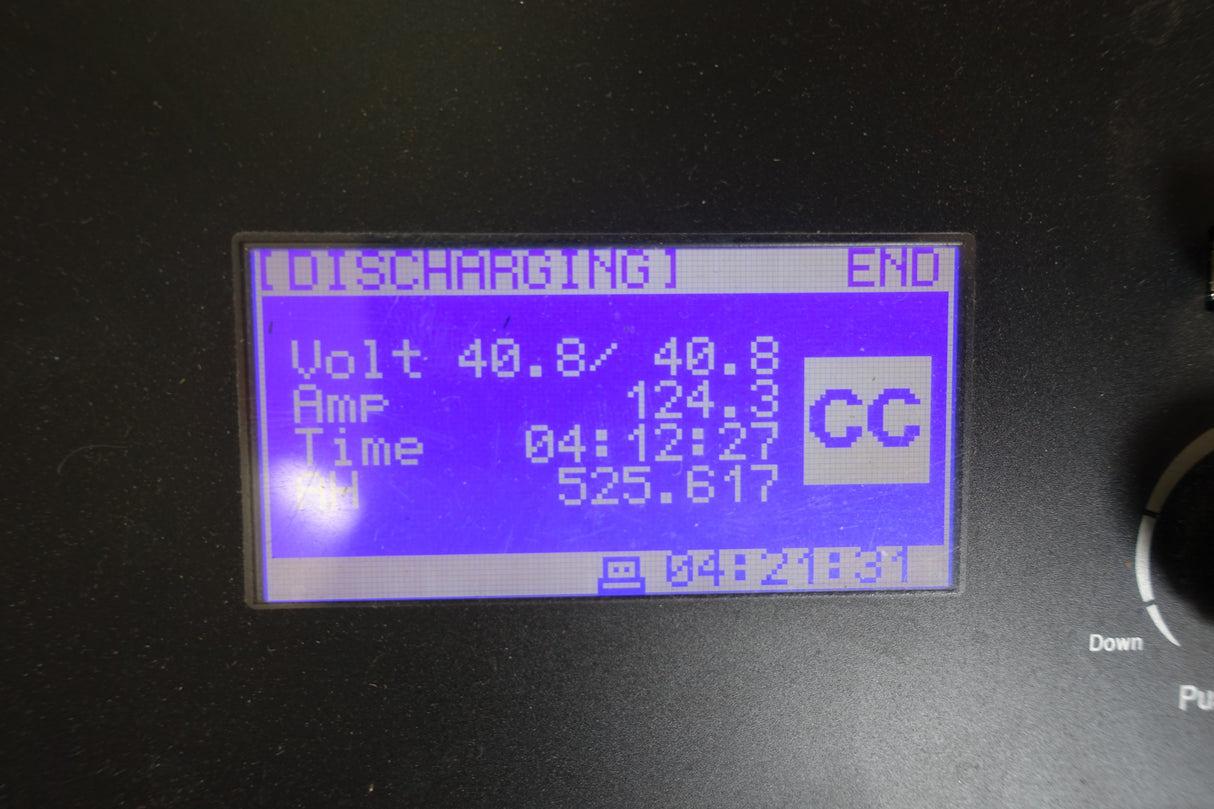 [DISCHARGING] END
Volt 40.8/ 40.8
Amp 124.3
CC
Time 04:12:27
AH 525.617
04:21:31
Down